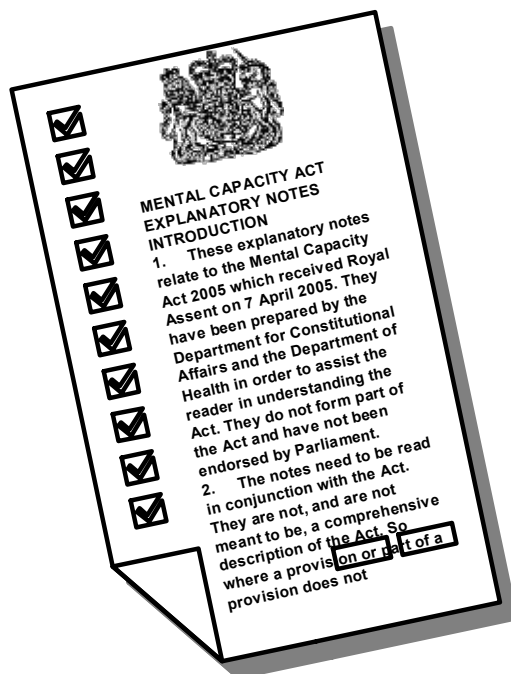 MENTAL CAPACITY ACT
EXPLANATORY NOTES
INTRODUCTION
1. These explanatory notes
relate to the Mental Capacity
Act 2005 which received Royal
Assent on 7 April 2005. They
have been prepared by the
Department for Constitutional
Affairs and the Department of
Health in order to assist the
reader in understanding the
Act. They do not form part of
the Act and have not been
endorsed by Parliament.
2. The notes need to be read
in conjunction with the Act.
They are not, and are not
meant to be, a comprehensive
description of the Act. So
where a provision or part of a
provision does not